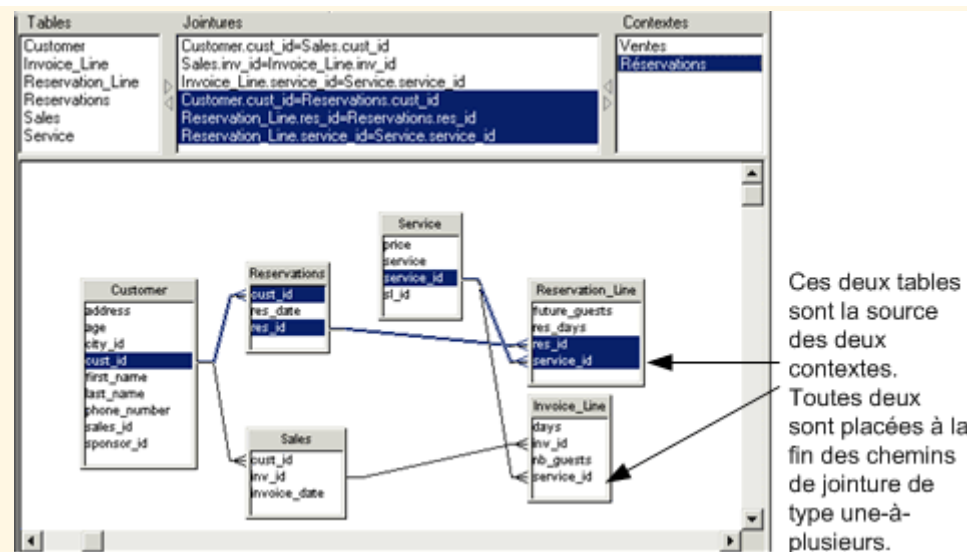 Tables
Jointures
Contextes
Customer
Invoice_Line
Reservation_Line
Reservations
Sales
Service
Customer.cust_id=Sales.cust_id
Sales.inv_id=Invoice_Line.inv_id
Invoice_Line.service_id=Service.service_id
Customer.cust_id=Reservations.cust_id
Reservation_Line.res_id=Reservations.res_id
Reservation_Line.service_id=Service.service_id
Ventes
Réservations
Customer
address
age
city_id
cust_id
first_name
last_name
phone_number
sales_id
sponsor_id
Reservations
cust_id
res_date
res_id
Sales
cust_id
inv_id
invoice_date
Service
price
service
service_id
sl_id
Reservation_Line
future_guests
res_days
res_id
service_id
Invoice_Line
days
inv_id
nb_guests
service_id
Ces deux tables
sont la source
des deux
contextes.
Toutes deux
sont placées à la
fin des chemins
de jointure de
type une-à-
plusieurs.